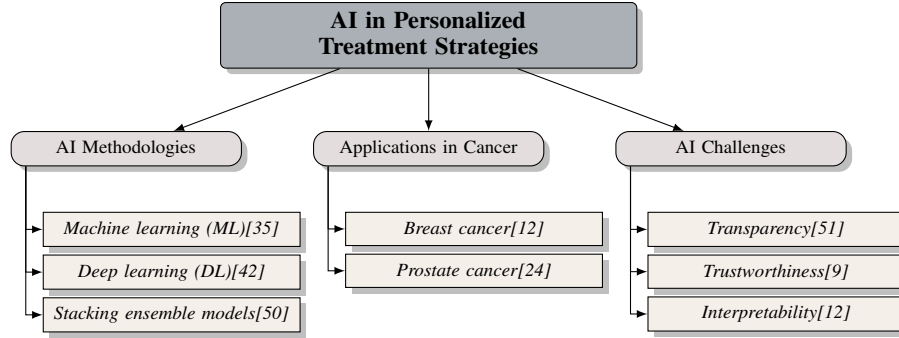 AI in Personalized
Treatment Strategies
AI Methodologies
Machine learning (ML)[35]
Deep learning (DL)[42]
Stacking ensemble models[50]
Applications in Cancer
Breast cancer[12]
Prostate cancer[24]
AI Challenges
Transparency[51]
Trustworthiness[9]
Interpretability[12]